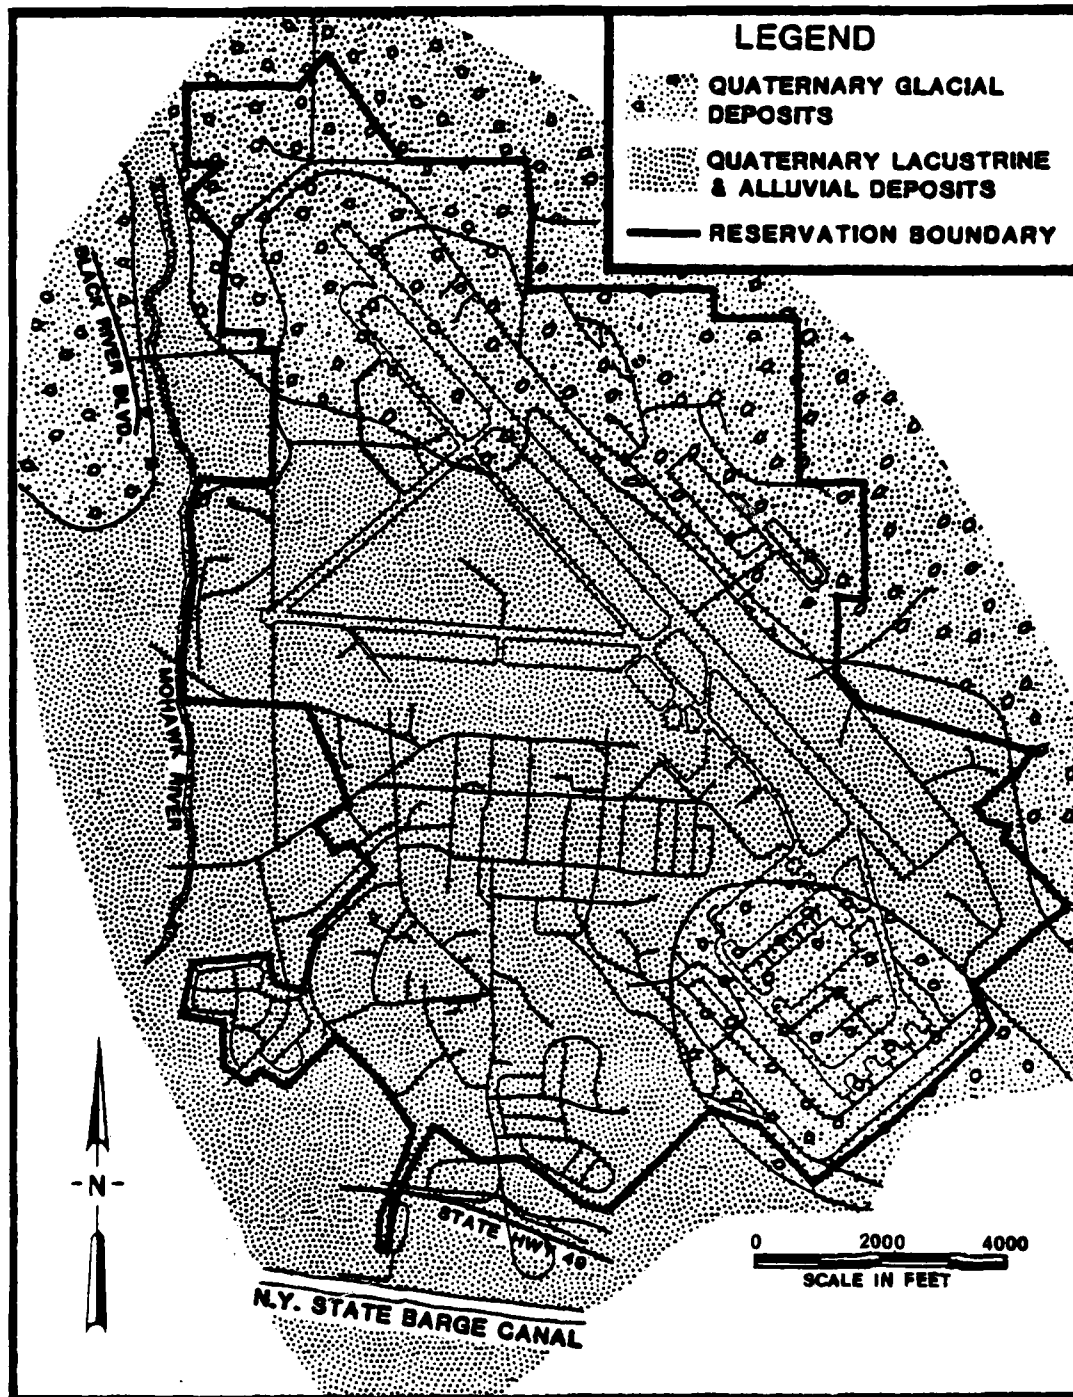 LEGEND
QUATERNARY GLACIAL
DEPOSITS
QUATERNARY LACUSTRINE
& ALLUVIAL DEPOSITS
RESERVATION BOUNDARY
BLACK RIVER BLVD.
MOHAWK RIVER
-N-
STATE HWY 49
0 2000 4000
SCALE IN FEET
N.Y. STATE BARGE CANAL